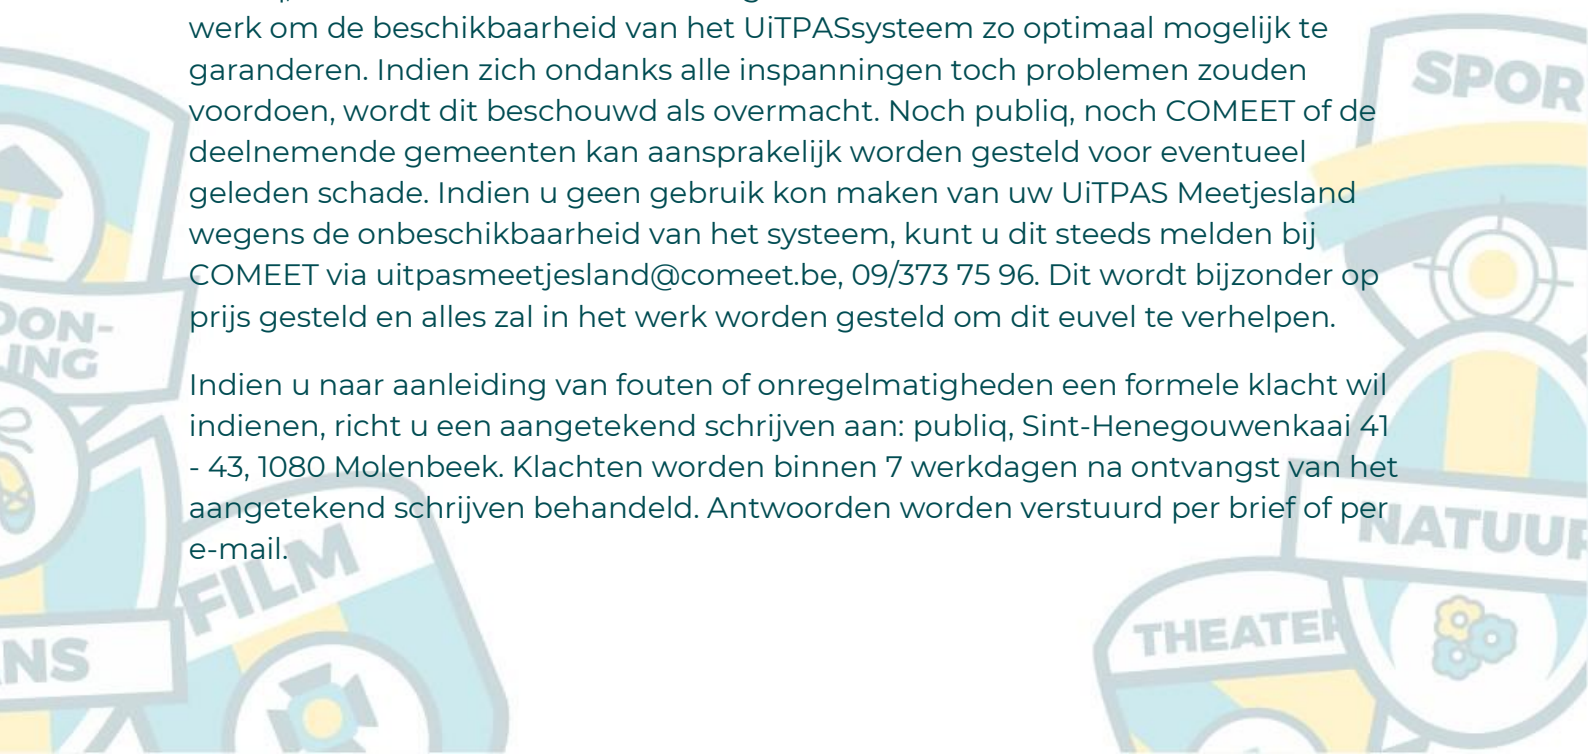 werk om de beschikbaarheid van het UiTPASsysteem zo optimaal mogelijk te
garanderen. Indien zich ondanks alle inspanningen toch problemen zouden
voordoen, wordt dit beschouwd als overmacht. Noch publiq, noch COMEET of de
deelnemende gemeenten kan aansprakelijk worden gesteld voor eventueel
geleden schade. Indien u geen gebruik kon maken van uw UiTPAS Meetjesland
wegens de onbeschikbaarheid van het systeem, kunt u dit steeds melden bij
COMEET via uitpasmeetjesland@comeet.be, 09/373 75 96. Dit wordt bijzonder op
prijs gesteld en alles zal in het werk worden gesteld om dit euvel te verhelpen.
Indien u naar aanleiding van fouten of onregelmatigheden een formele klacht wil
indienen, richt u een aangetekend schrijven aan: publiq, Sint-Henegouwenkaai 41
- 43, 1080 Molenbeek. Klachten worden binnen 7 werkdagen na ontvangst van het
aangetekend schrijven behandeld. Antwoorden worden verstuurd per brief of per
e-mail.
SPOR
OON-
LING
FILM
NATUUR
THEATER
ANS